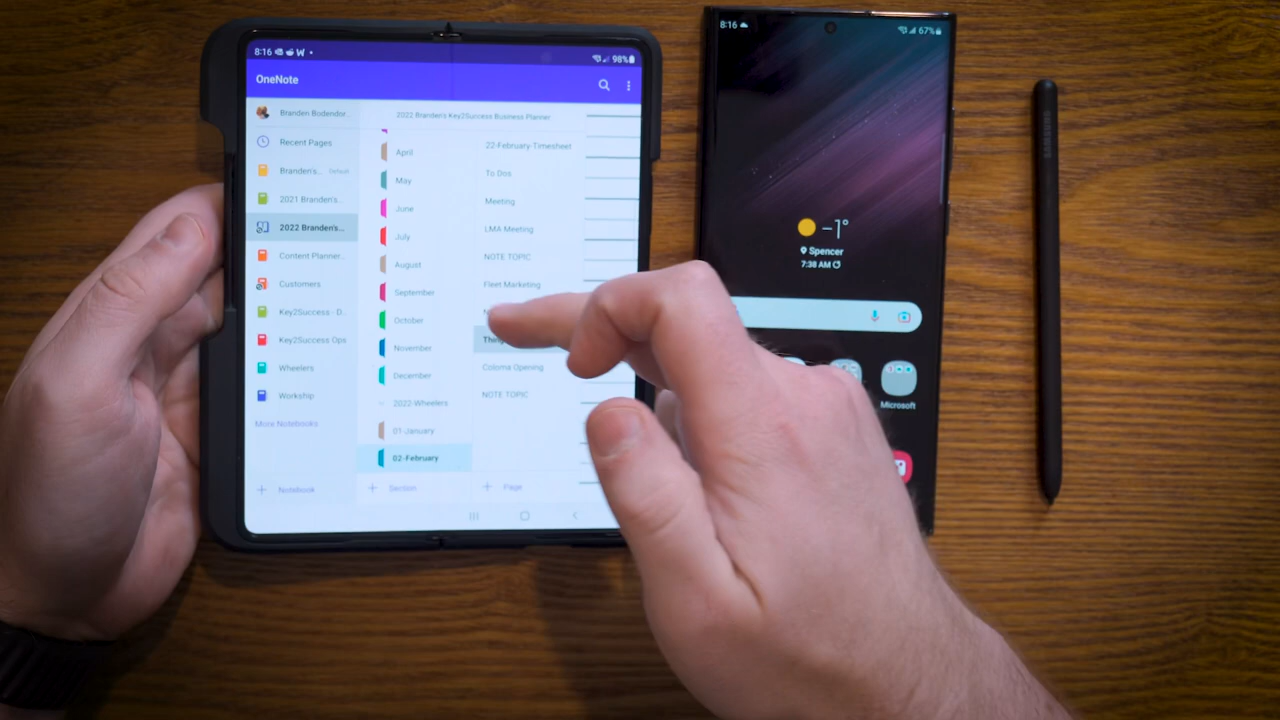 8:16
98%
OneNote
Branden Bodendor...
Recent Pages
Branden's... Default
2021 Branden's...
2022 Branden's...
Content Planner...
Customers
Key2Success - D..
Key2Success Ops
Wheelers
Workship
More Notebooks
+ Notebook
2022 Branden's Key2Success Business Planner
April
May
June
July
August
September
October
November
December
2022-Wheelers
01-January
02-February
+ Section
22-February-Timesheet
To Dos
Meeting
LMA Meeting
NOTE TOPIC
Fleet Marketing
Coloma Opening
NOTE TOPIC
+ Page
8:16
67%
-1°
Spencer
7:38 AM
Microsoft
SAMSUNG